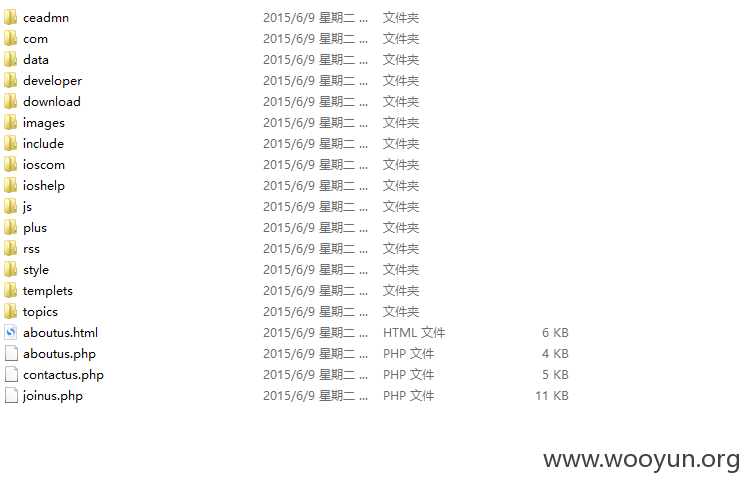 ceadmn 2015/6/9 星期二 ... 文件夹
com 2015/6/9 星期二 ... 文件夹
data 2015/6/9 星期二 ... 文件夹
developer 2015/6/9 星期二 ... 文件夹
download 2015/6/9 星期二 ... 文件夹
images 2015/6/9 星期二 ... 文件夹
include 2015/6/9 星期二 ... 文件夹
ioscom 2015/6/9 星期二 ... 文件夹
ioshelp 2015/6/9 星期二 ... 文件夹
js 2015/6/9 星期二 ... 文件夹
plus 2015/6/9 星期二 ... 文件夹
rss 2015/6/9 星期二 ... 文件夹
style 2015/6/9 星期二 ... 文件夹
templets 2015/6/9 星期二 ... 文件夹
topics 2015/6/9 星期二 ... 文件夹
aboutus.html 2015/6/9 星期二 ... HTML 文件 6 KB
aboutus.php 2015/6/9 星期二 ... PHP 文件 4 KB
contactus.php 2015/6/9 星期二 ... PHP 文件 5 KB
joinus.php 2015/6/9 星期二 ... PHP 文件 11 KB
www.wooyun.org